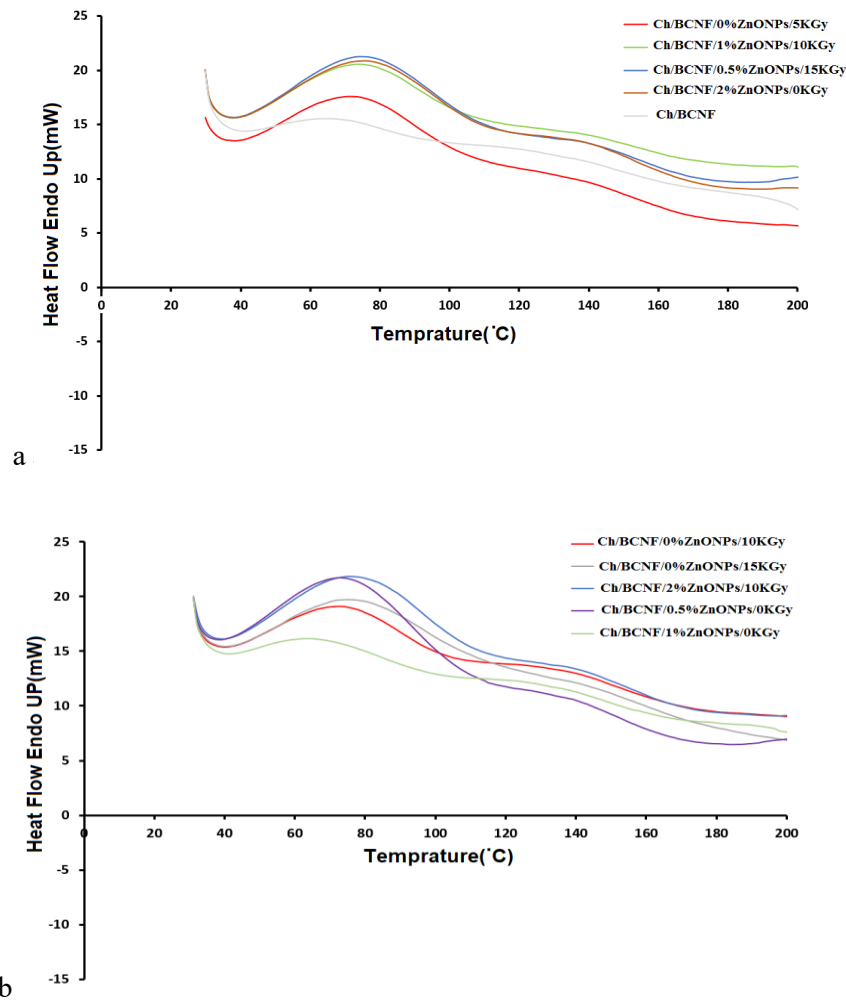 25
20
15
10
5
0
-5
-10
-15
Heat Flow Endo Up(mW)
Ch/BCNF/0%ZnONPs/5KGy
Ch/BCNF/1%ZnONPs/10KGy
Ch/BCNF/0.5%ZnONPs/15KGy
Ch/BCNF/2%ZnONPs/0KGy
Ch/BCNF
0 20 40 60 80 100 120 140 160 180 200
Temprature(˚C)
a
25
20
15
10
5
0
-5
-10
-15
Heat Flow Endo UP(mW)
Ch/BCNF/0%ZnONPs/10KGy
Ch/BCNF/0%ZnONPs/15KGy
Ch/BCNF/2%ZnONPs/10KGy
Ch/BCNF/0.5%ZnONPs/0KGy
Ch/BCNF/1%ZnONPs/0KGy
0 20 40 60 80 100 120 140 160 180 200
Temprature(˚C)
b